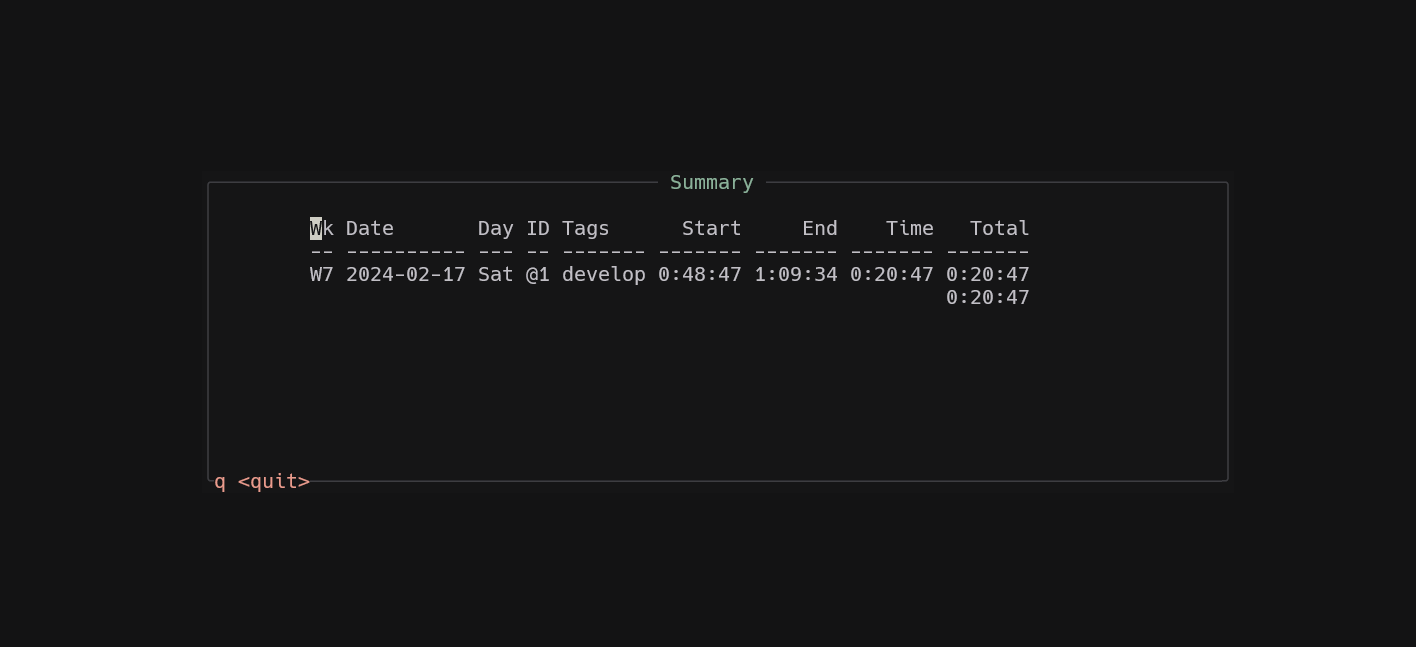 Summary
Wk Date       Day ID Tags      Start     End    Time   Total
-- ---------- --- -- ------- ------- ------- ------- -------
W7 2024-02-17 Sat @1 develop 0:48:47 1:09:34 0:20:47 0:20:47
0:20:47
q <quit>